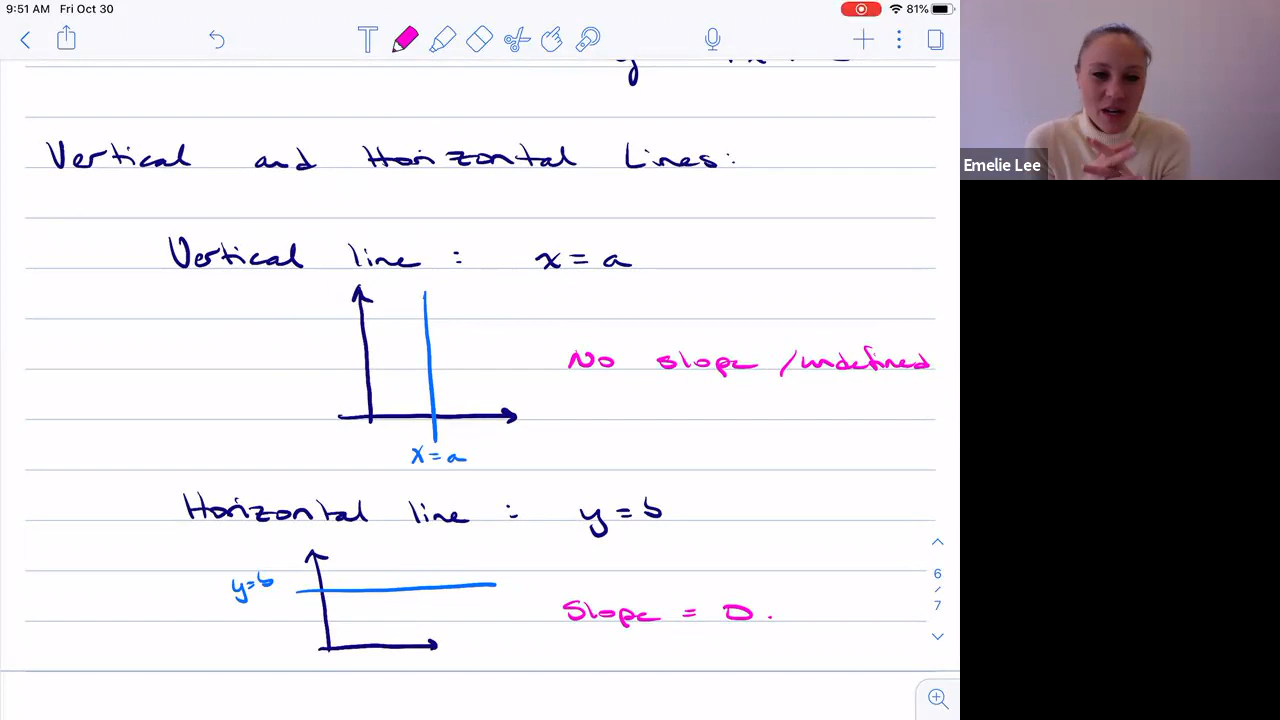 9:51 AM Fri Oct 30
81%
Vertical and Horizontal Lines:
Emelie Lee
Vertical line : x = a
No slope / undefined
x = a
Horizontal line : y = b
y = b
Slope = 0 .
6
/
7